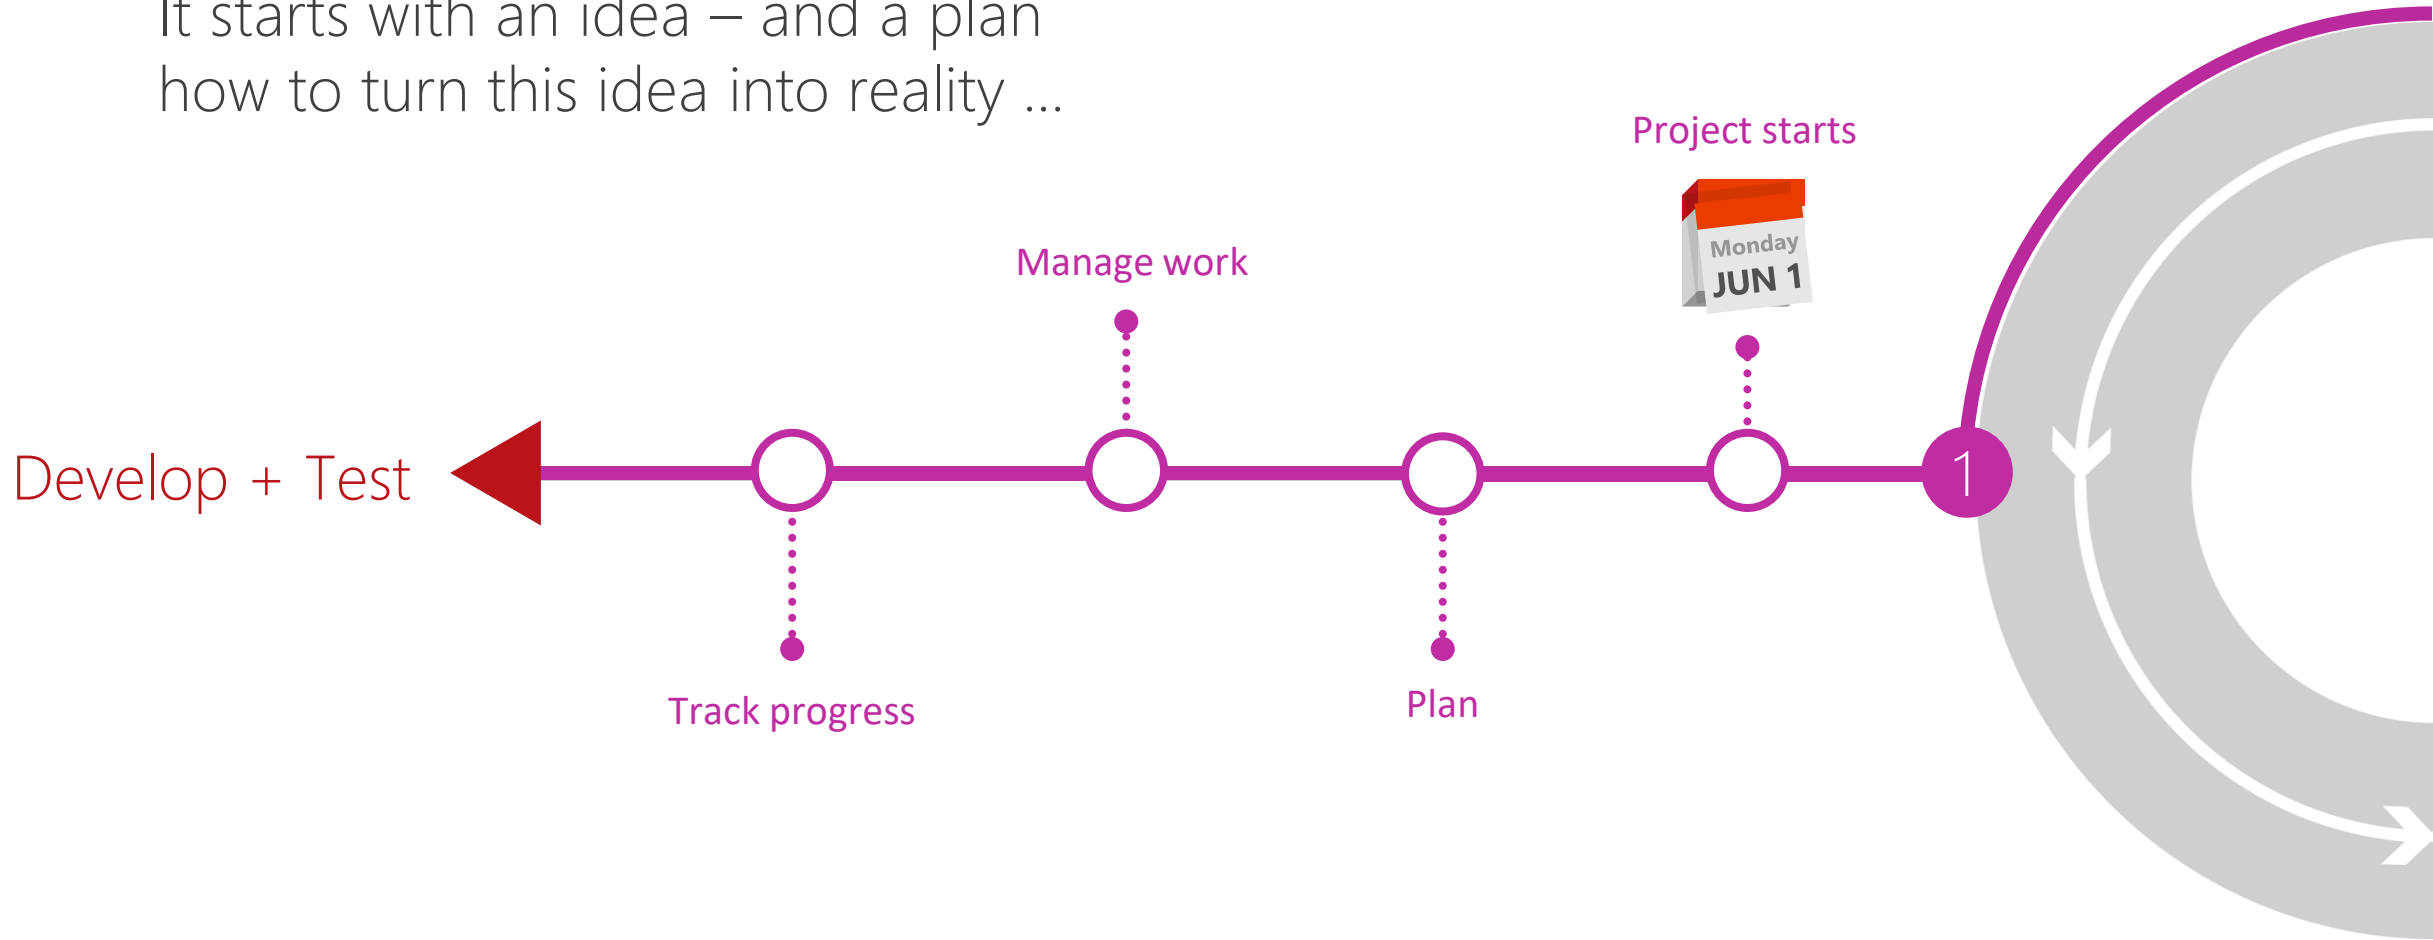 It starts with an idea – and a plan
how to turn this idea into reality ...
Project starts
Monday
JUN 1
Manage work
Develop + Test
1
Track progress
Plan